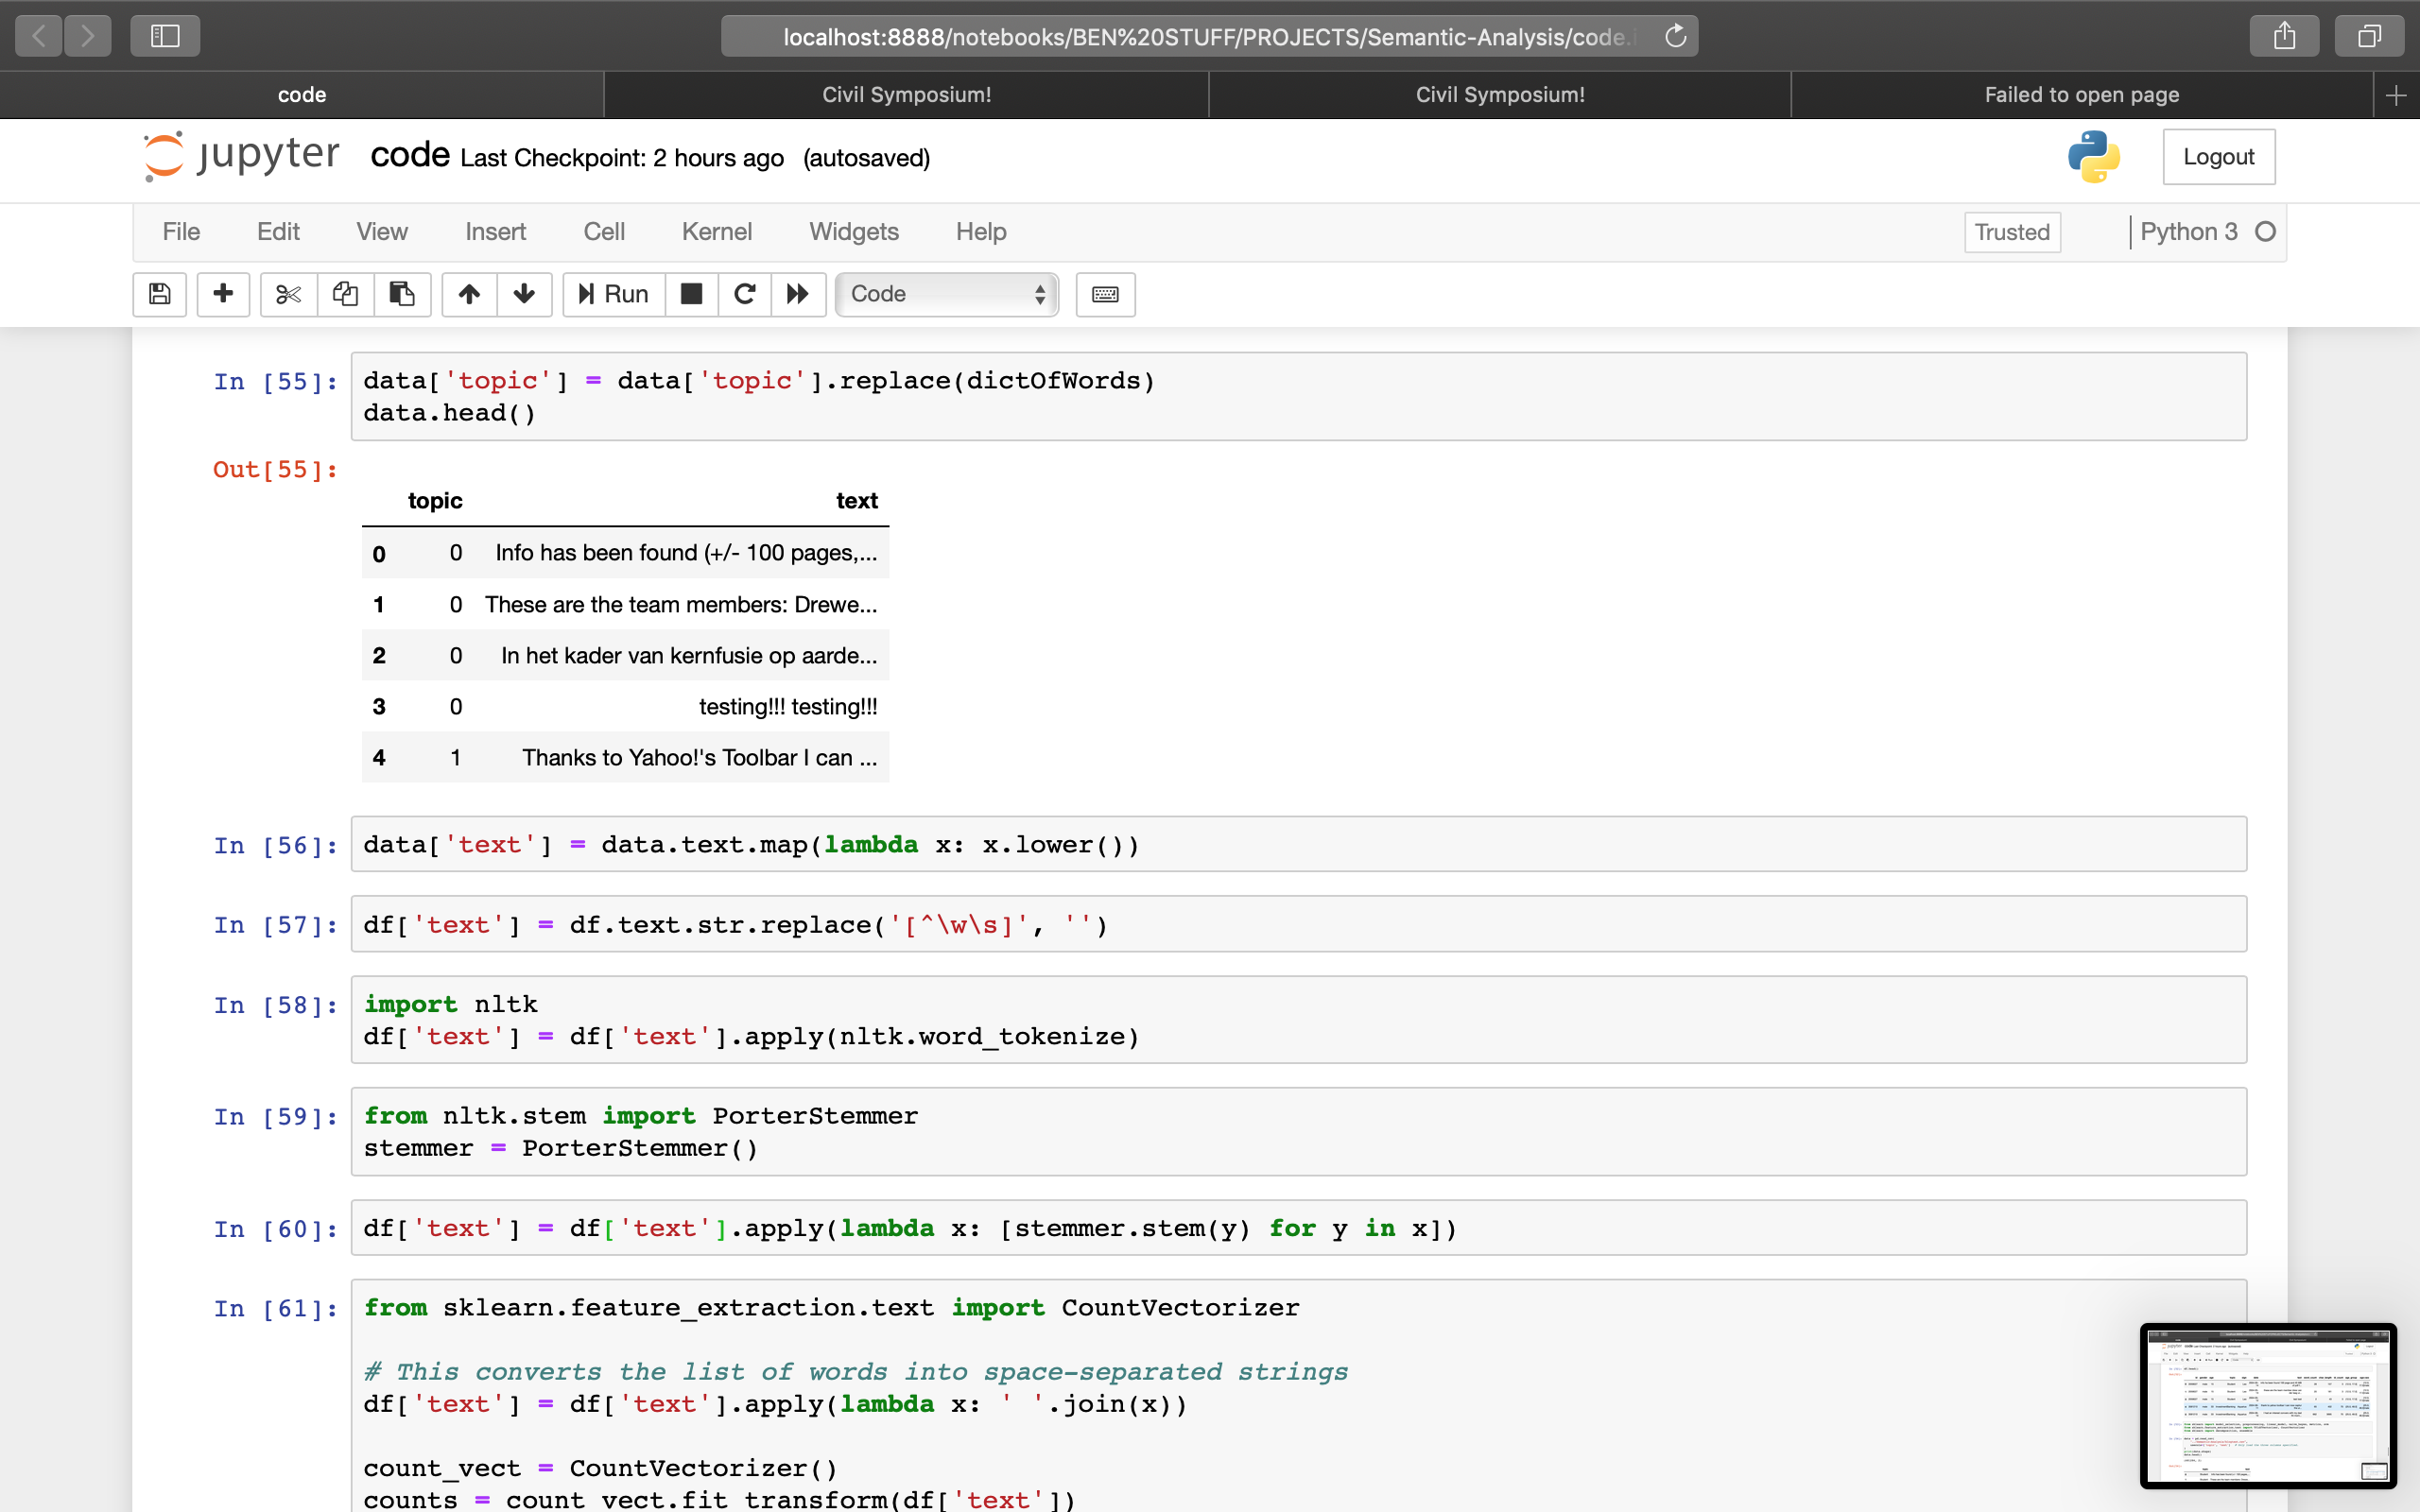 localhost:8888/notebooks/BEN%20STUFF/PROJECTS/Semantic-Analysis/code.i
code
Civil Symposium!
Civil Symposium!
Failed to open page
jupyter code Last Checkpoint: 2 hours ago (autosaved)
Logout
File Edit View Insert Cell Kernel Widgets Help
Trusted
Python 3
Run
Code
In [55]: data['topic'] = data['topic'].replace(dictOfWords)
data.head()
Out[55]:
topic text
0 0 Info has been found (+/- 100 pages,...
1 0 These are the team members: Drewe...
2 0 In het kader van kernfusie op aarde...
3 0 testing!!! testing!!!
4 1 Thanks to Yahoo!'s Toolbar I can ...
In [56]: data['text'] = data.text.map(lambda x: x.lower())
In [57]: df['text'] = df.text.str.replace('[^\w\s]', '')
In [58]: import nltk
df['text'] = df['text'].apply(nltk.word_tokenize)
In [59]: from nltk.stem import PorterStemmer
stemmer = PorterStemmer()
In [60]: df['text'] = df['text'].apply(lambda x: [stemmer.stem(y) for y in x])
In [61]: from sklearn.feature_extraction.text import CountVectorizer
# This converts the list of words into space-separated strings
df['text'] = df['text'].apply(lambda x: ' '.join(x))
count_vect = CountVectorizer()
counts = count_vect.fit_transform(df['text'])